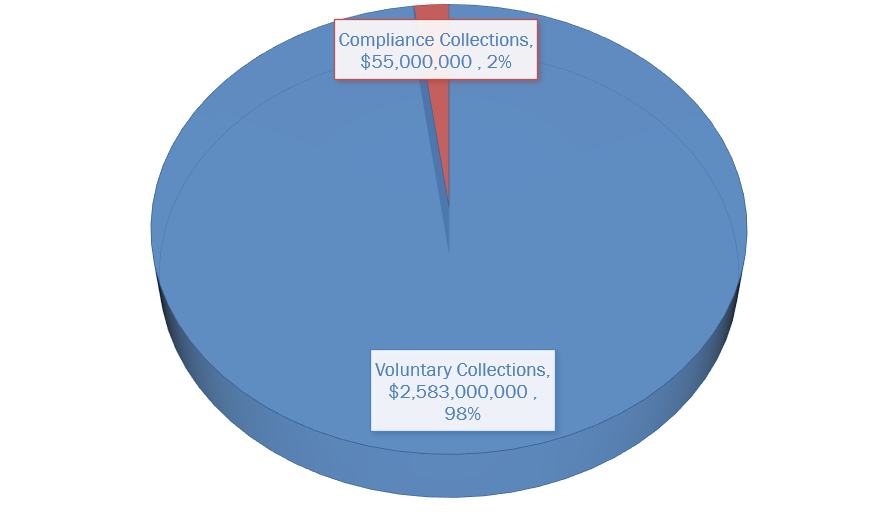 Compliance Collections,
$55,000,000 , 2%
Voluntary Collections,
$2,583,000,000 ,
98%